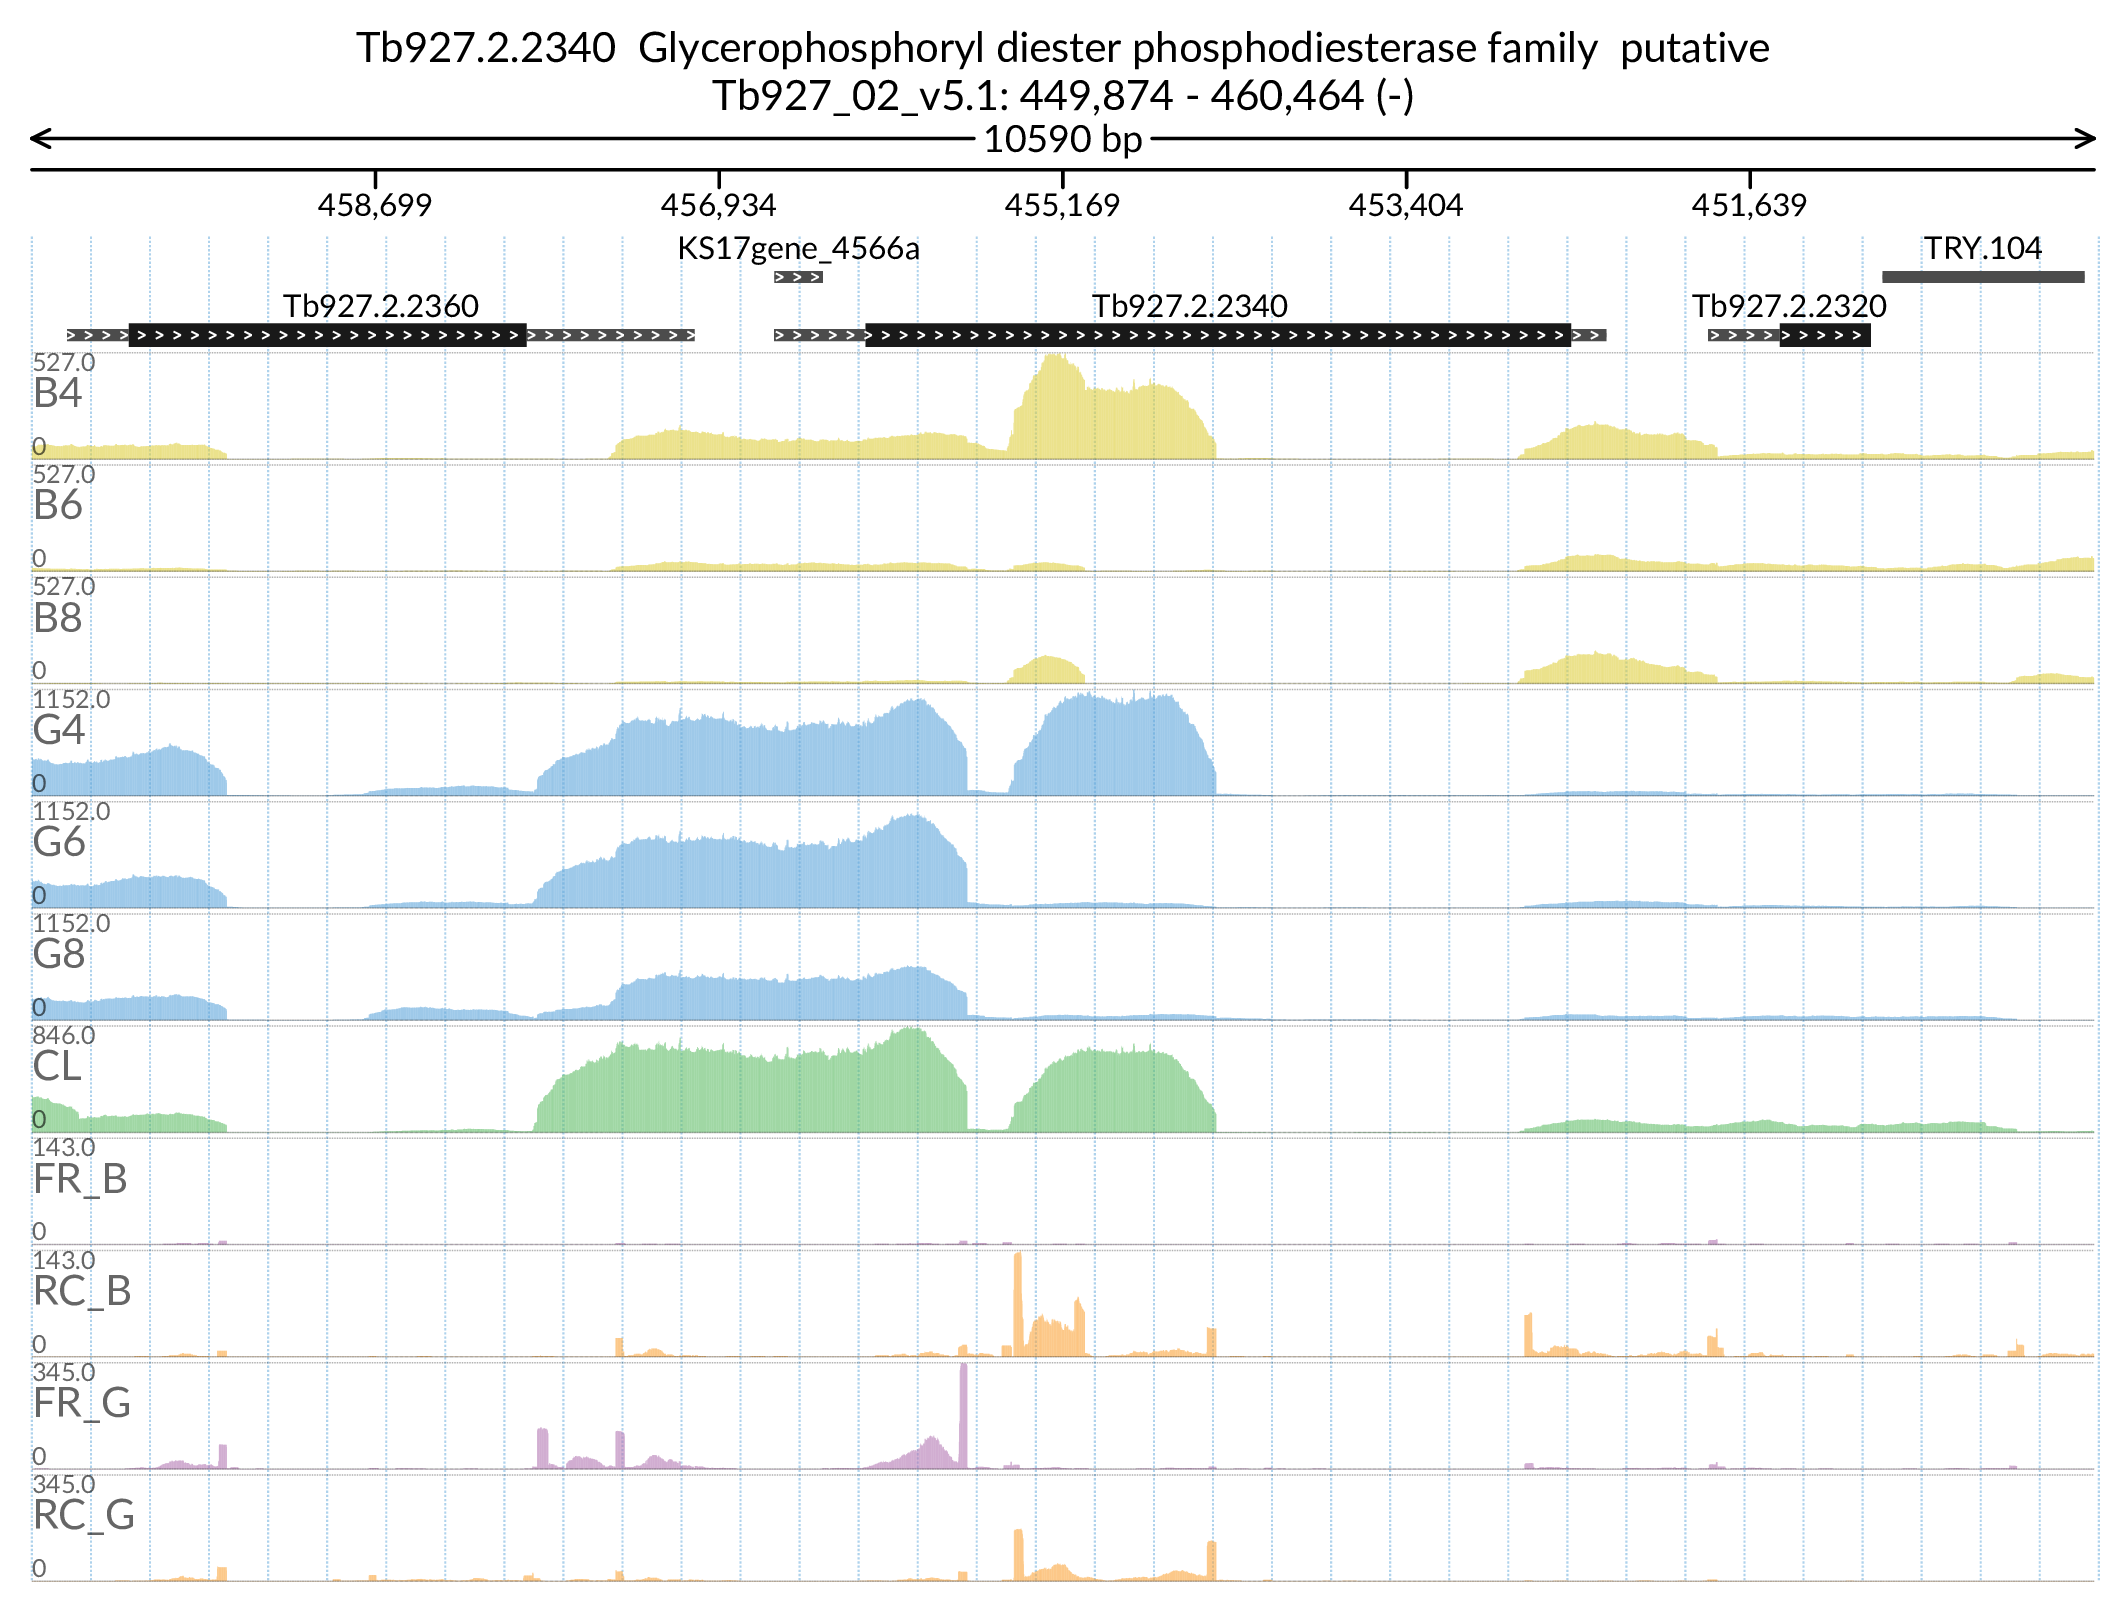 Tb927.2.2340  Glycerophosphoryl diester phosphodiesterase family  putative
Tb927_02_v5.1: 449,874 - 460,464 (-)
10590 bp
458,699 456,934 455,169 453,404 451,639
KS17gene_4566a TRY.104
Tb927.2.2360 Tb927.2.2340 Tb927.2.2320
527.0
B4
0
527.0
B6
0
527.0
B8
0
1152.0
G4
0
1152.0
G6
0
1152.0
G8
0
846.0
CL
0
143.0
FR_B
0
143.0
RC_B
0
345.0
FR_G
0
345.0
RC_G
0